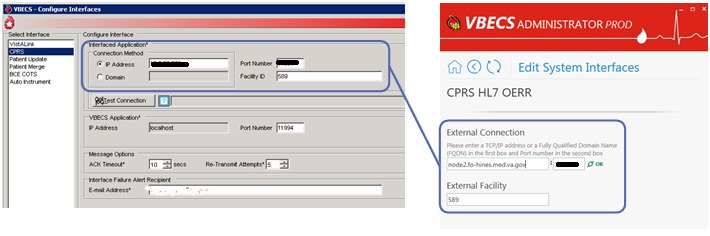 VBECS - Configure Interfaces
Select Interface
VistALink
CPRS
Patient Update
Patient Merge
BCE COTS
Auto Instrument
Configure Interface
Interfaced Application*
Connection Method
IP Address
Domain
Port Number
Facility ID 589
Test Connection
VBECS Application*
IP Address localhost Port Number 11994
Message Options
ACK Timeout* 10 secs Re-Transmit Attempts* 5
Interface Failure Alert Recipient
E-mail Address*
VBECS ADMINISTRATOR PROD
Edit System Interfaces
CPRS HL7 OERR
External Connection
Please enter a TCP/IP address or a Fully Qualified Domain Name
(FQDN) in the first box and Port number in the second box
node2.fo-hines.med.va.gov : OK
External Facility
589